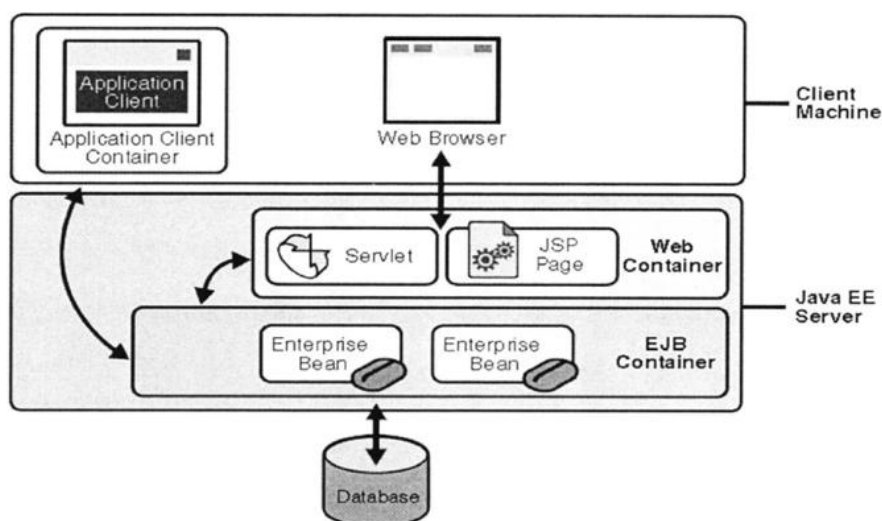 Application
Client
Application Client
Container
Web Browser
Client
Machine
Servlet
JSP
Page
Web
Container
Java EE
Server
Enterprise
Bean
Enterprise
Bean
EJB
Container
Database